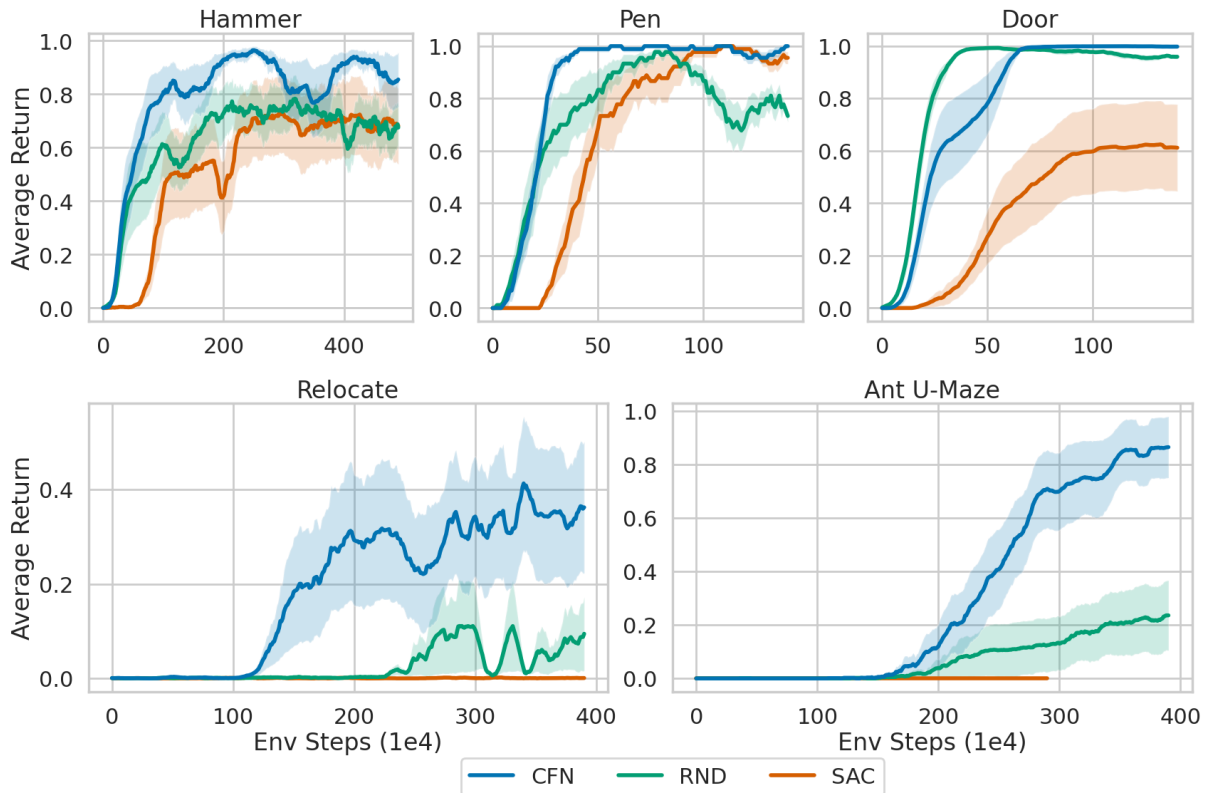 Hammer Pen Door
1.0 1.0 1.0
0.8 0.8 0.8
0.6 0.6 0.6
0.4 0.4 0.4
0.2 0.2 0.2
0.0 0.0 0.0
Average Return
0 200 400 0 50 100 0 50 100
Relocate Ant U-Maze
0.4
0.2
0.0
Average Return
1.0
0.8
0.6
0.4
0.2
0.0
0 100 200 300 400 0 100 200 300 400
Env Steps (1e4) Env Steps (1e4)
CFN RND SAC